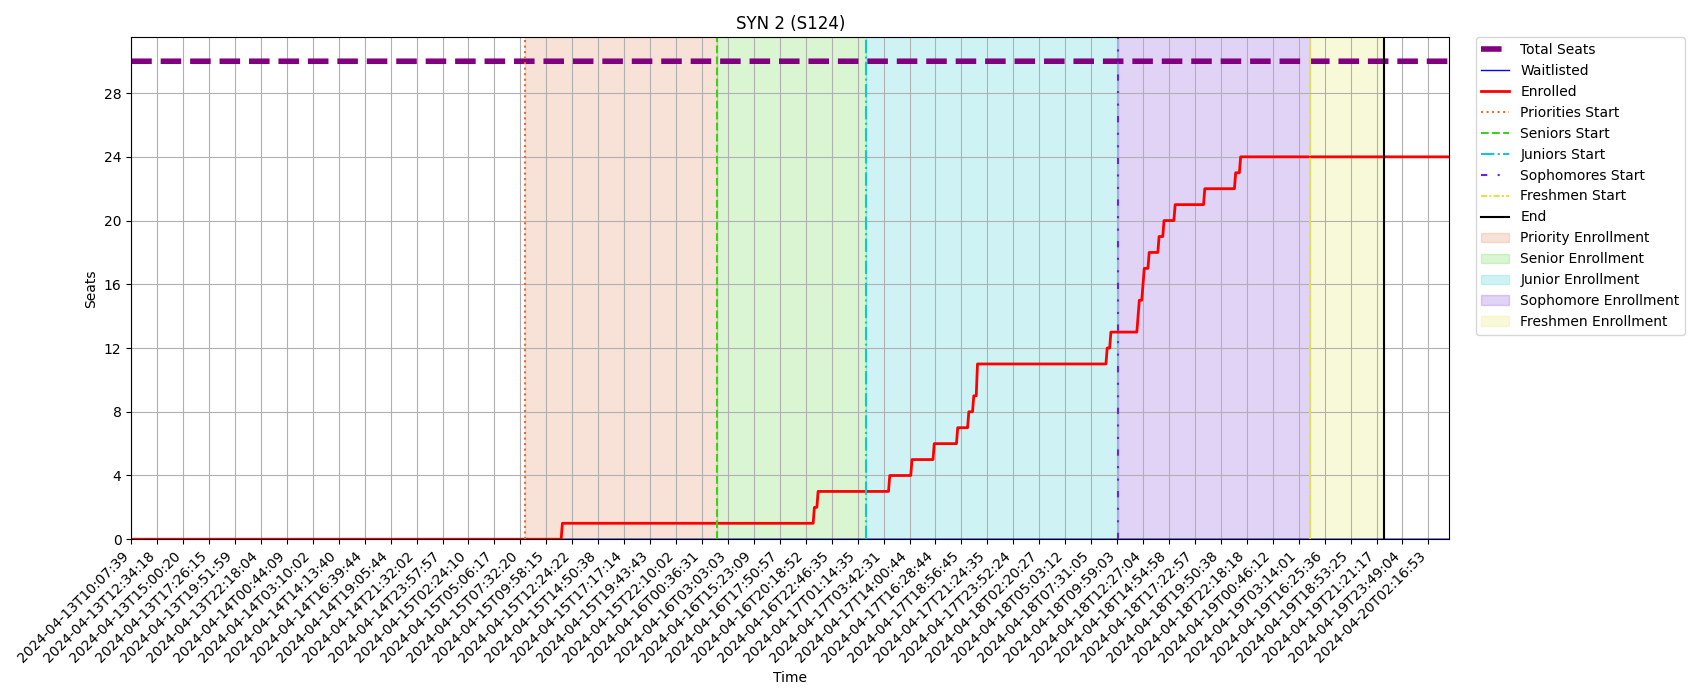 SYN 2 (S124)
Seats
28
24
20
16
12
8
4
0
2024-04-13T10:07:39
2024-04-13T12:34:18
2024-04-13T15:00:20
2024-04-13T17:26:15
2024-04-13T19:51:59
2024-04-13T22:18:04
2024-04-14T00:44:09
2024-04-14T03:10:02
2024-04-14T14:13:40
2024-04-14T16:39:44
2024-04-14T19:05:44
2024-04-14T21:32:02
2024-04-14T23:57:57
2024-04-15T02:24:10
2024-04-15T05:06:17
2024-04-15T07:32:20
2024-04-15T09:58:15
2024-04-15T12:24:22
2024-04-15T14:50:38
2024-04-15T17:17:14
2024-04-15T19:43:43
2024-04-15T22:10:02
2024-04-16T00:36:31
2024-04-16T03:03:03
2024-04-16T15:23:09
2024-04-16T17:50:57
2024-04-16T20:18:52
2024-04-16T22:46:35
2024-04-17T01:14:35
2024-04-17T03:42:31
2024-04-17T14:00:44
2024-04-17T16:28:44
2024-04-17T18:56:45
2024-04-17T21:24:35
2024-04-17T23:52:24
2024-04-18T02:20:27
2024-04-18T05:03:12
2024-04-18T07:31:05
2024-04-18T09:59:03
2024-04-18T12:27:04
2024-04-18T14:54:58
2024-04-18T17:22:57
2024-04-18T19:50:38
2024-04-18T22:18:18
2024-04-19T00:46:12
2024-04-19T03:14:01
2024-04-19T16:25:36
2024-04-19T18:53:25
2024-04-19T21:21:17
2024-04-19T23:49:04
2024-04-20T02:16:53
Time
Total Seats
Waitlisted
Enrolled
Priorities Start
Seniors Start
Juniors Start
Sophomores Start
Freshmen Start
End
Priority Enrollment
Senior Enrollment
Junior Enrollment
Sophomore Enrollment
Freshmen Enrollment